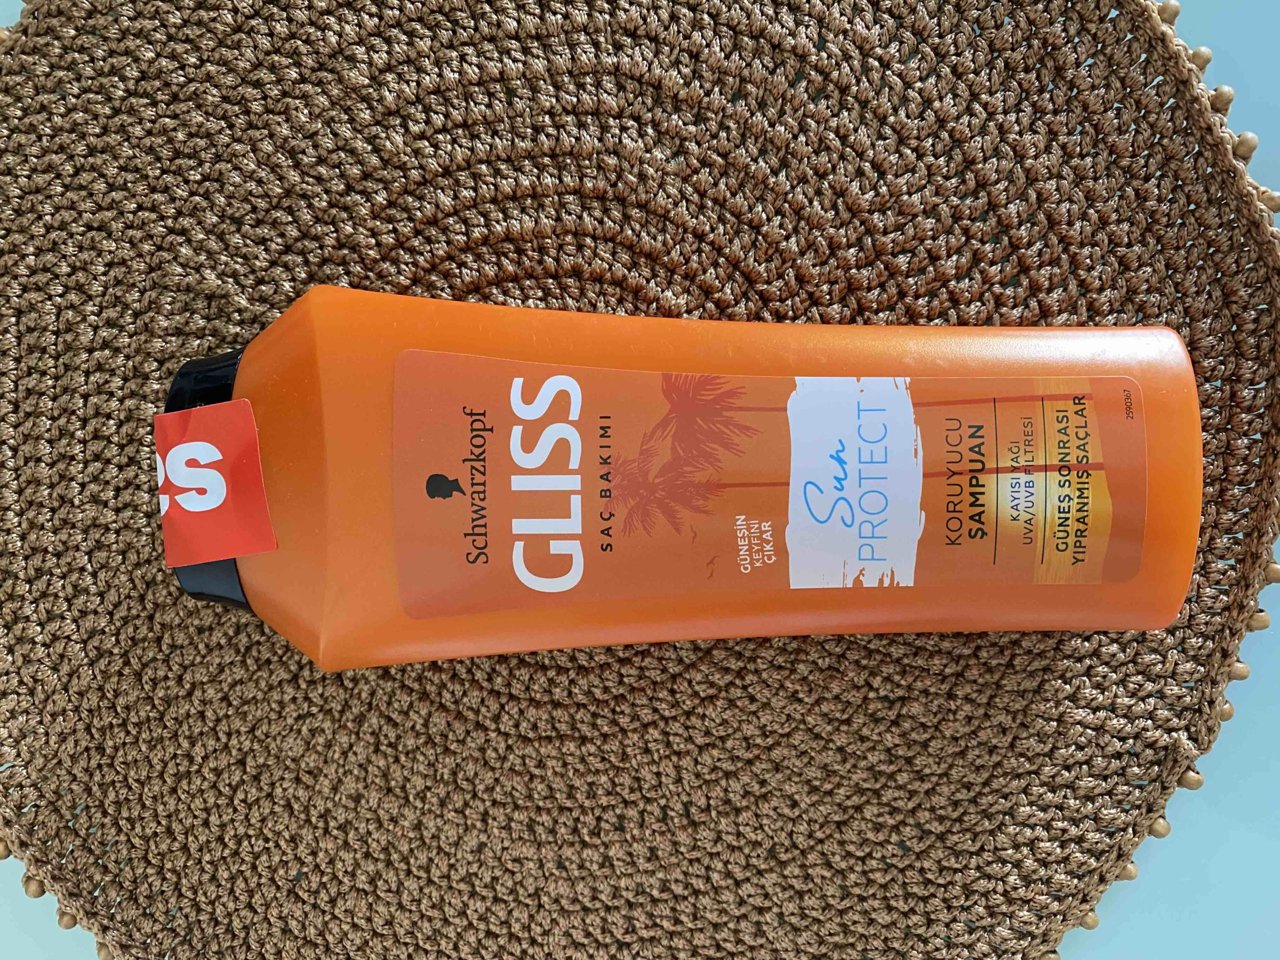 Schwarzkopf
GLISS
SAÇ BAKIMI
GÜNEŞİN
KEYFİNİ
ÇIKAR
Sun
PROTECT
KORUYUCU
ŞAMPUAN
KAYISI YAĞI
UVA/UVB FİLTRESİ
GÜNEŞ SONRASI
YIPRANMIŞ SAÇLAR
2590367